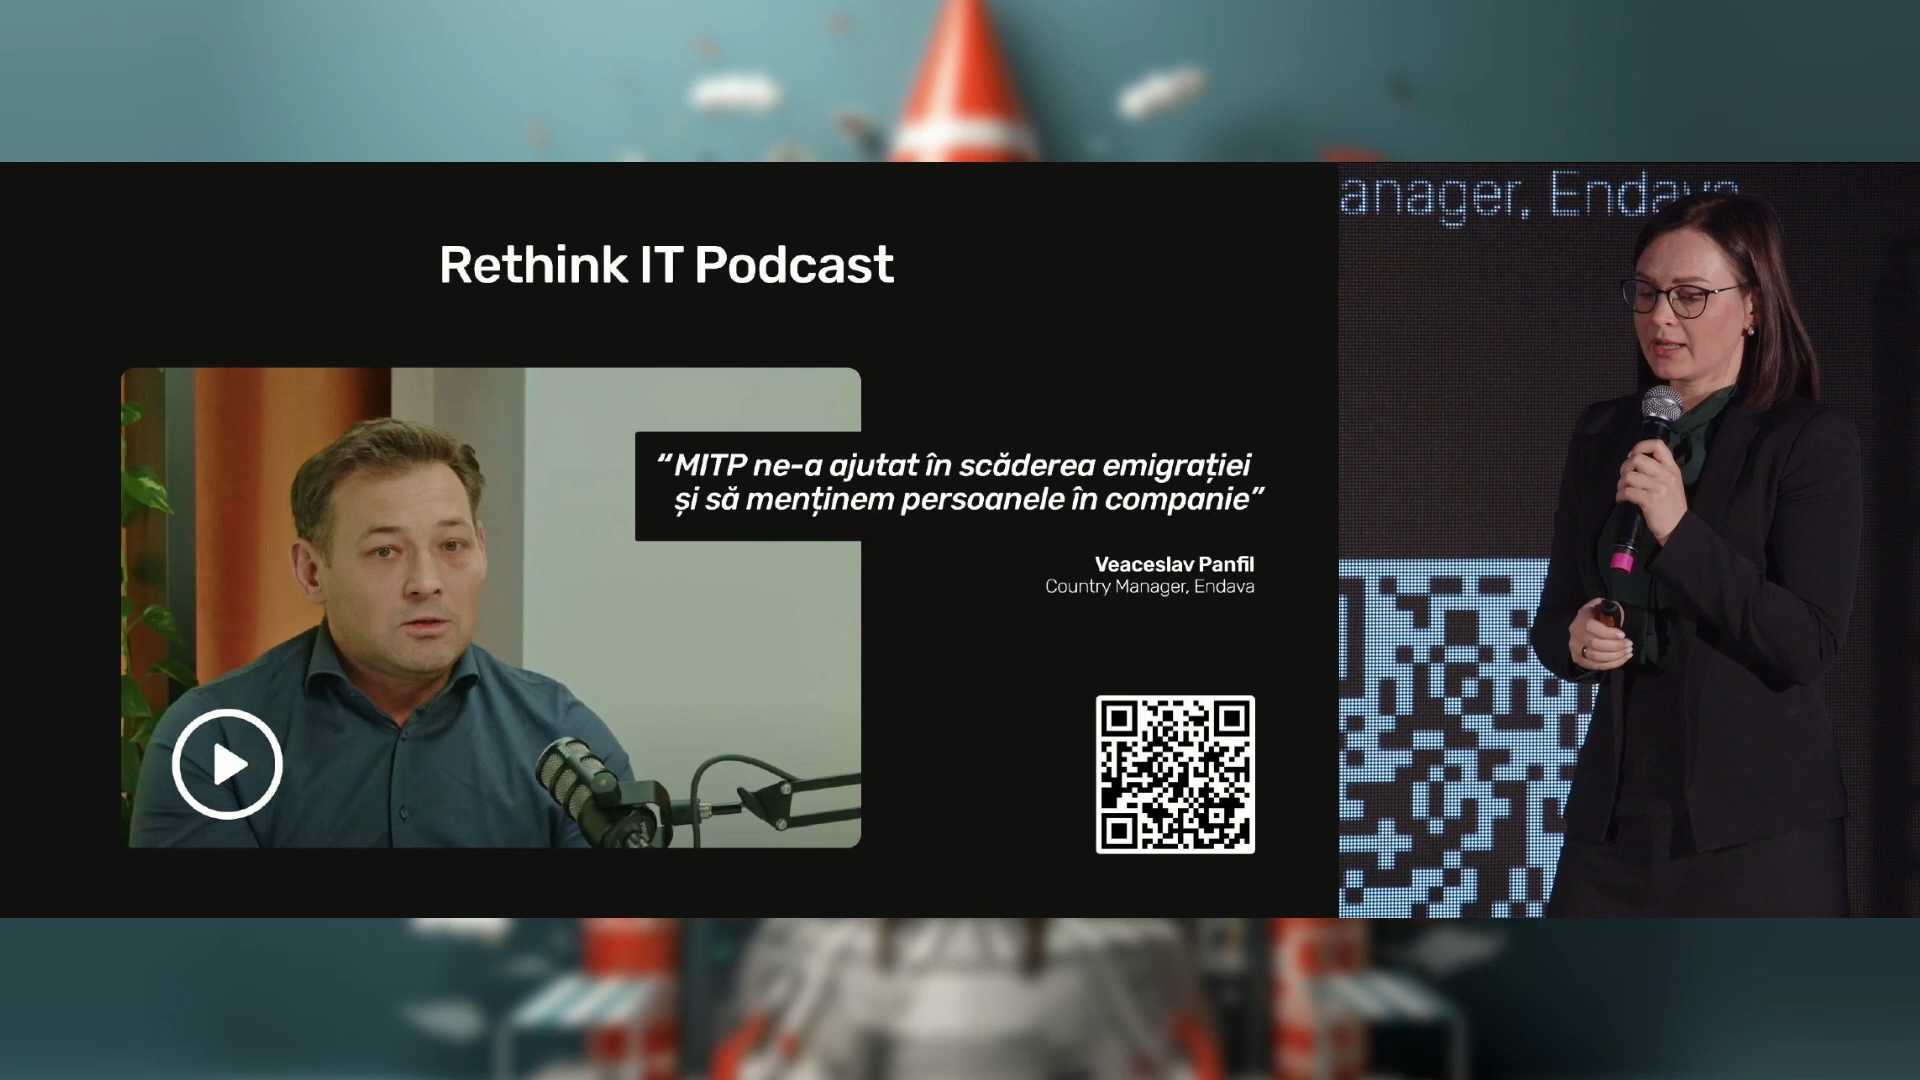 Rethink IT Podcast
“MITP ne-a ajutat în scăderea emigrației
și să menținem persoanele în companie”
Veaceslav Panfil
Country Manager, Endava
anager, Endava